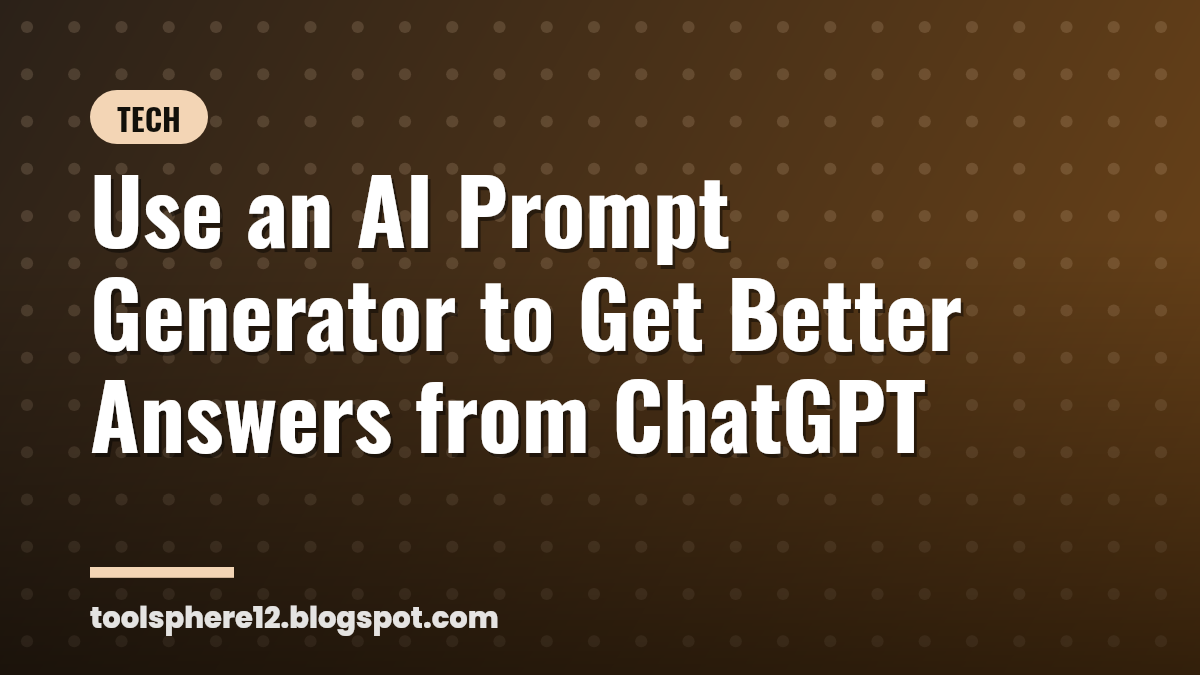 TECH
Use an AI Prompt
Generator to Get Better
Answers from ChatGPT
toolsphere12.blogspot.com